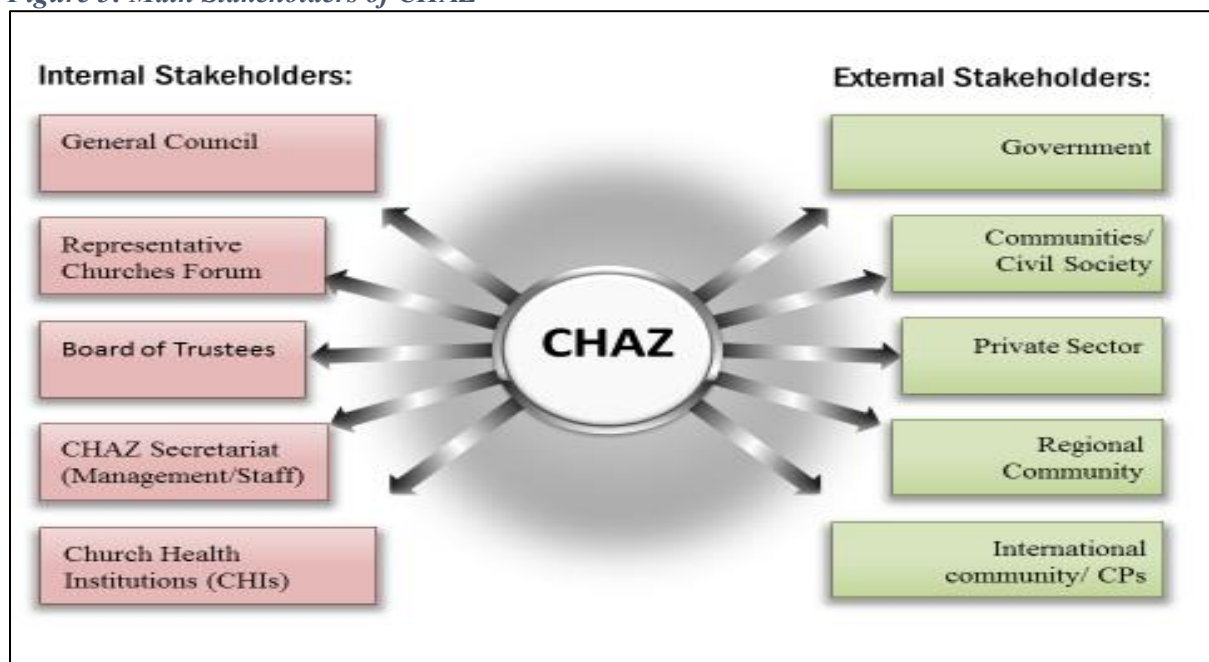 Internal Stakeholders:
General Council
Representative
Churches Forum
Board of Trustees
CHAZ Secretariat
(Management/Staff)
Church Health
Institutions (CHIs)
CHAZ
External Stakeholders:
Government
Communities/
Civil Society
Private Sector
Regional
Community
International
community/ CPs